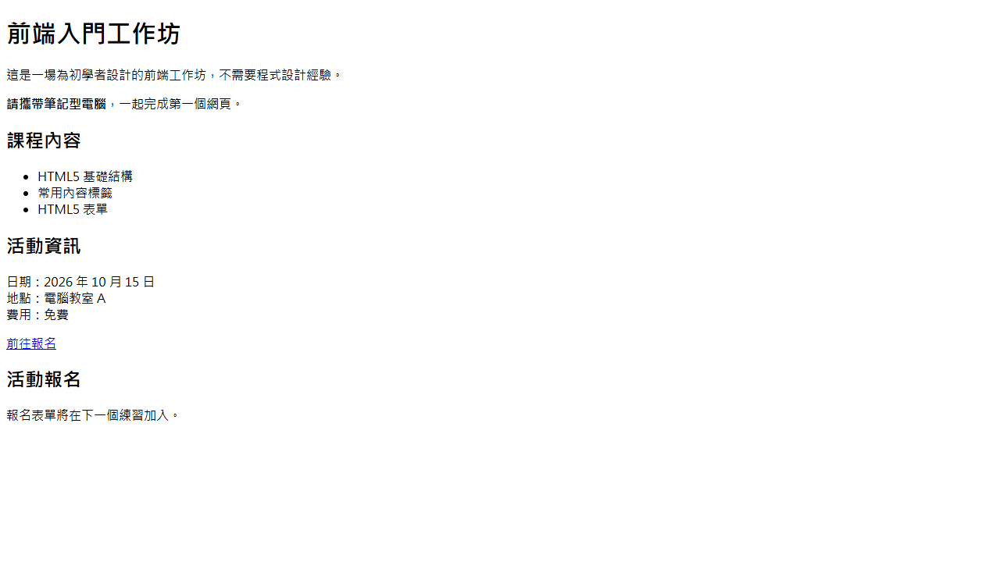 前端入門工作坊
這是一場為初學者設計的前端工作坊，不需要程式設計經驗。
請攜帶筆記型電腦，一起完成第一個網頁。
課程內容
• HTML5 基礎結構
• 常用內容標籤
• HTML5 表單
活動資訊
日期：2026 年 10 月 15 日
地點：電腦教室 A
費用：免費
前往報名
活動報名
報名表單將在下一個練習加入。